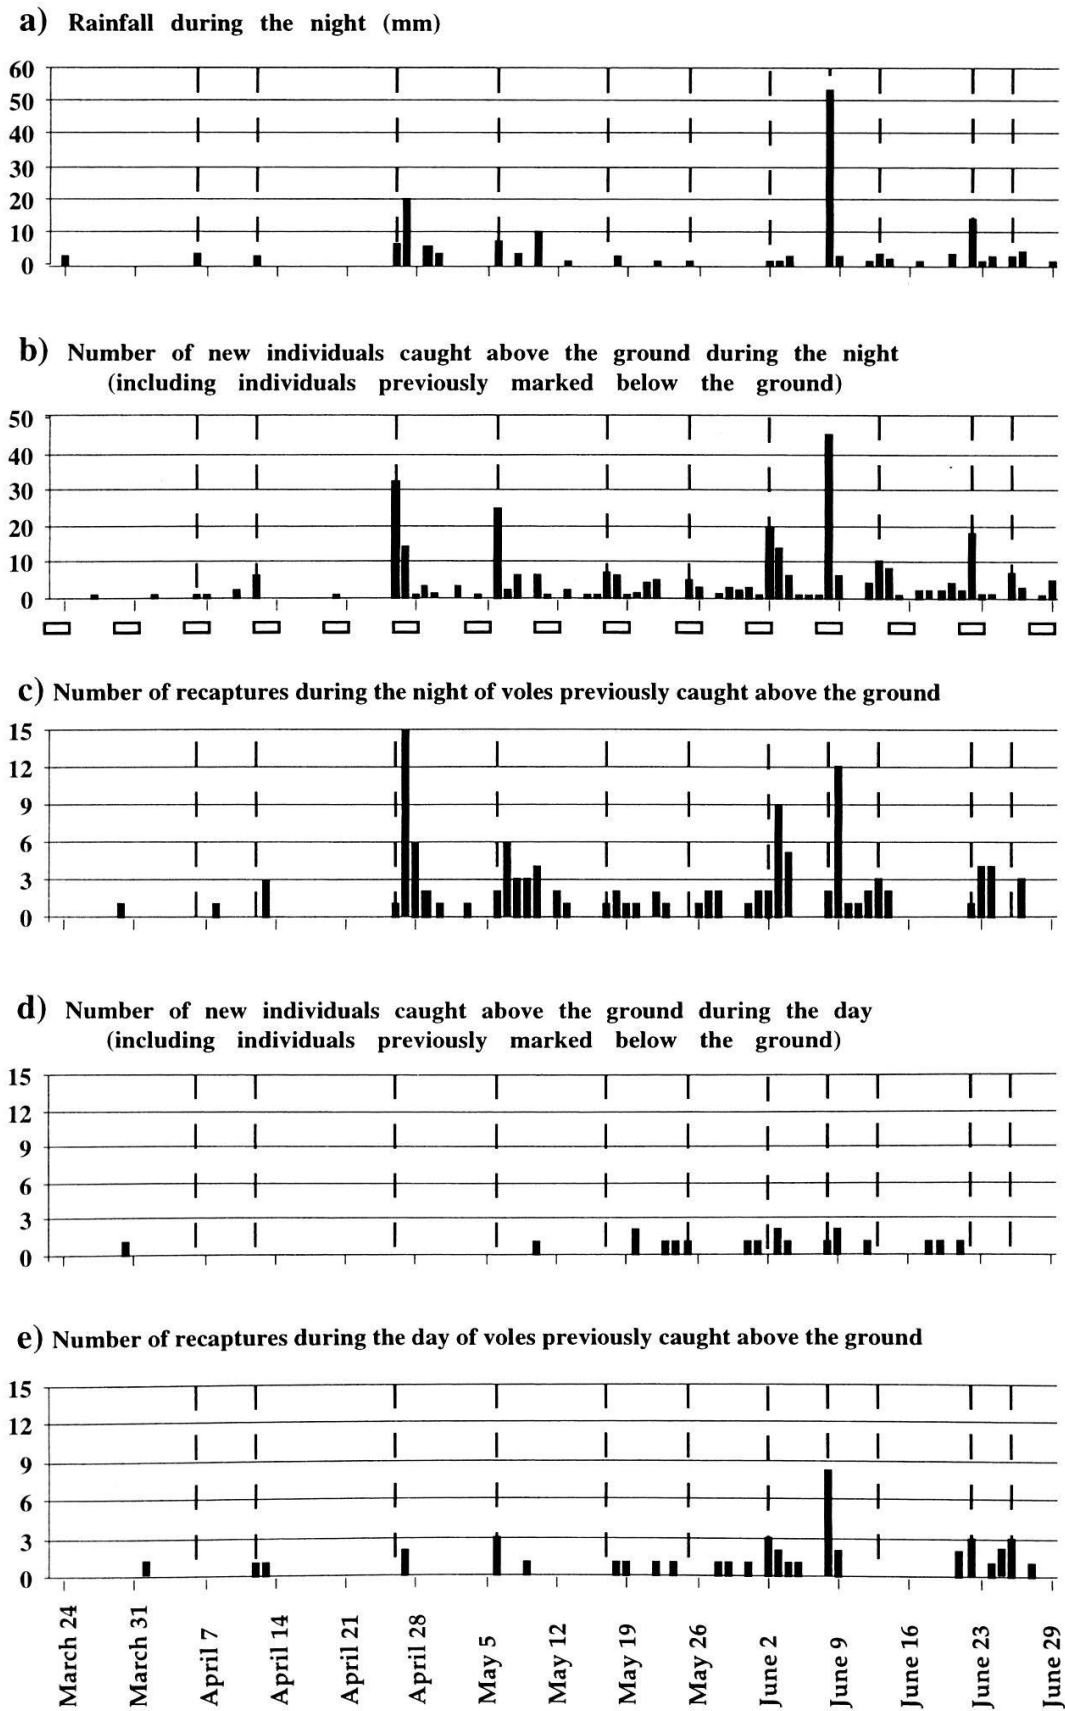 a) Rainfall during the night (mm)
60
50
40
30
20
10
0
b) Number of new individuals caught above the ground during the night
(including individuals previously marked below the ground)
50
40
30
20
10
0
c) Number of recaptures during the night of voles previously caught above the ground
15
12
9
6
3
0
d) Number of new individuals caught above the ground during the day
(including individuals previously marked below the ground)
15
12
9
6
3
0
e) Number of recaptures during the day of voles previously caught above the ground
15
12
9
6
3
0
March 24
March 31
April 7
April 14
April 21
April 28
May 5
May 12
May 19
May 26
June 2
June 9
June 16
June 23
June 29